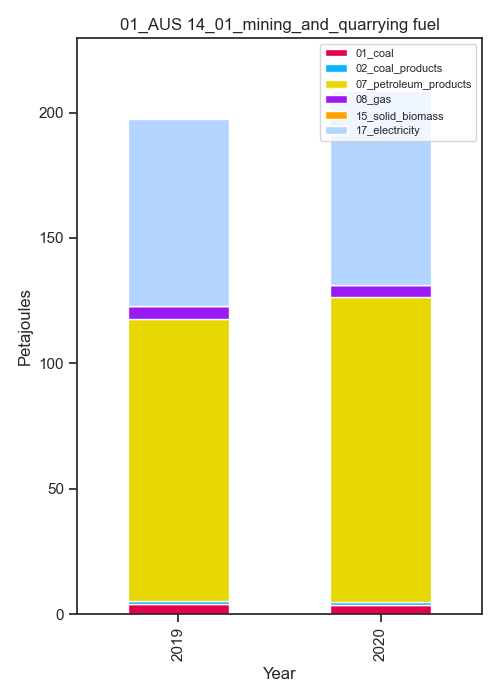 01_AUS 14_01_mining_and_quarrying fuel
01_coal
02_coal_products
07_petroleum_products
08_gas
15_solid_biomass
17_electricity
200
150
100
50
0
Petajoules
2019
2020
Year